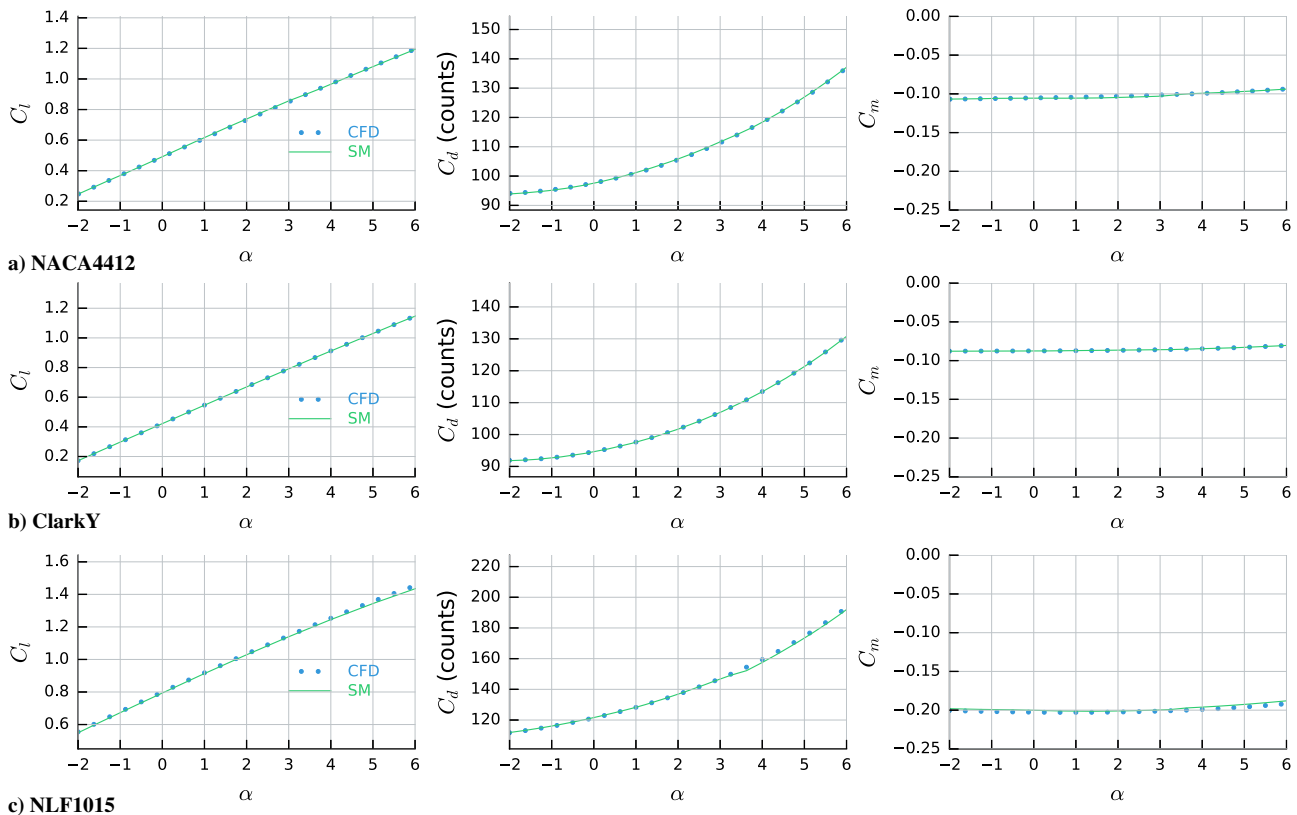 1.4
1.2
1.0
0.8
0.6
0.4
0.2
C_l
−2 −1 0 1 2 3 4 5 6
α
CFD
SM
150
140
130
120
110
100
90
C_d (counts)
−2 −1 0 1 2 3 4 5 6
α
0.00
−0.05
−0.10
−0.15
−0.20
−0.25
C_m
−2 −1 0 1 2 3 4 5 6
α
a) NACA4412
1.2
1.0
0.8
0.6
0.4
0.2
C_l
−2 −1 0 1 2 3 4 5 6
α
CFD
SM
140
130
120
110
100
90
C_d (counts)
−2 −1 0 1 2 3 4 5 6
α
0.00
−0.05
−0.10
−0.15
−0.20
−0.25
C_m
−2 −1 0 1 2 3 4 5 6
α
b) ClarkY
1.6
1.4
1.2
1.0
0.8
0.6
C_l
−2 −1 0 1 2 3 4 5 6
α
CFD
SM
220
200
180
160
140
120
C_d (counts)
−2 −1 0 1 2 3 4 5 6
α
0.00
−0.05
−0.10
−0.15
−0.20
−0.25
C_m
−2 −1 0 1 2 3 4 5 6
α
c) NLF1015